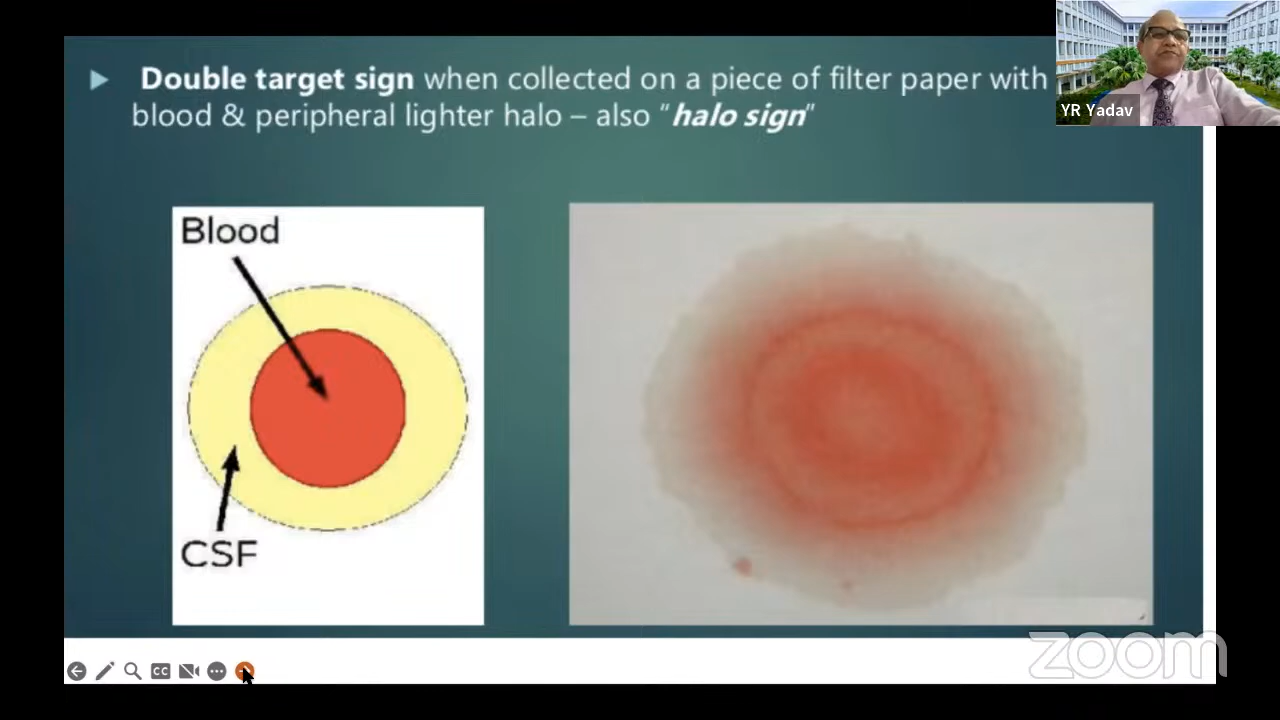 Double target sign when collected on a piece of filter paper with
blood & peripheral lighter halo – also “halo sign”
YR Yadav
Blood
CSF
CC
zoom